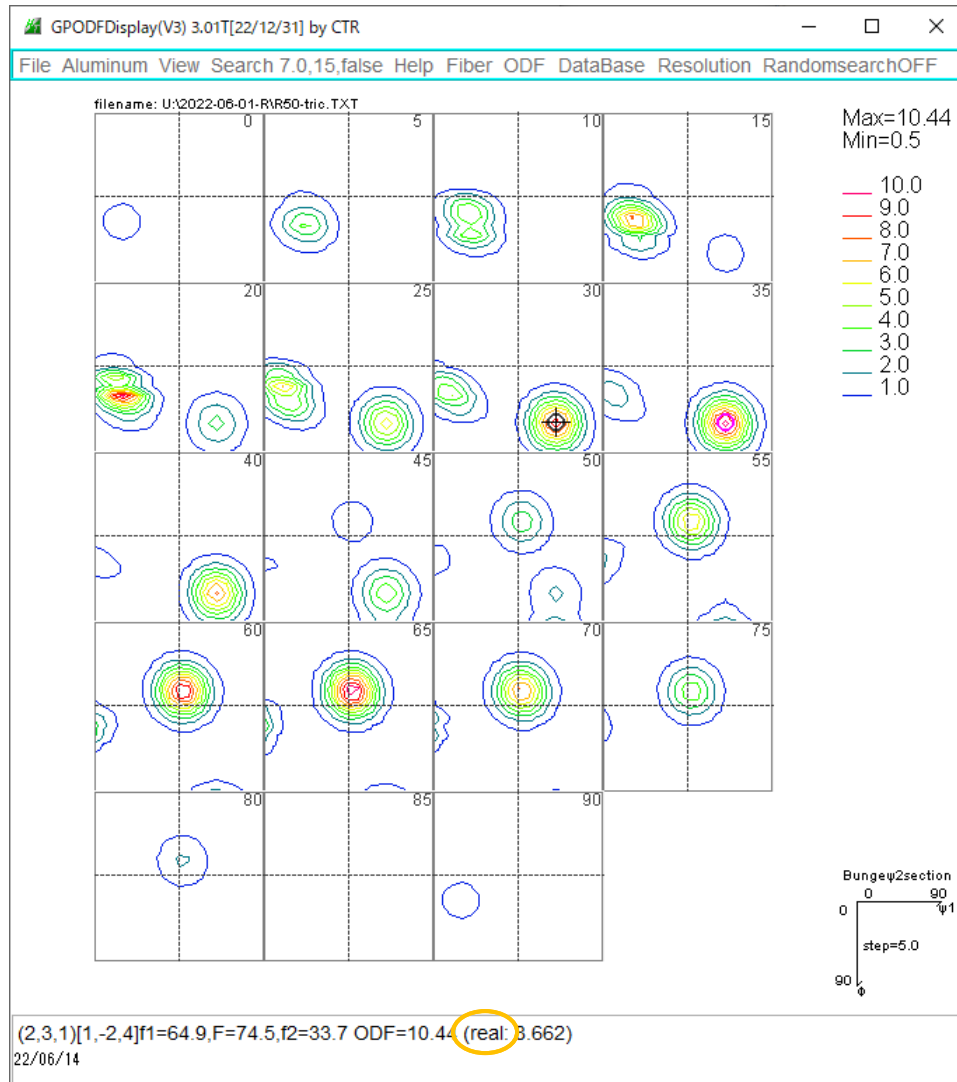 GPODFDisplay(V3) 3.01T[22/12/31] by CTR
File Aluminum View Search 7.0,15,false Help Fiber ODF DataBase Resolution RandomsearchOFF
filename: U:\2022-06-01-R\R50-tric.TXT
0 5 10 15
Max=10.44
Min=0.5
10.0
9.0
8.0
7.0
6.0
5.0
4.0
3.0
2.0
1.0
20 25 30 35
40 45 50 55
60 65 70 75
80 85 90
Bungeψ2section
0 90
0 ψ1
step=5.0
90
Φ
(2,3,1)[1,-2,4]f1=64.9,F=74.5,f2=33.7 ODF=10.44 (real: 8.662)
22/06/14